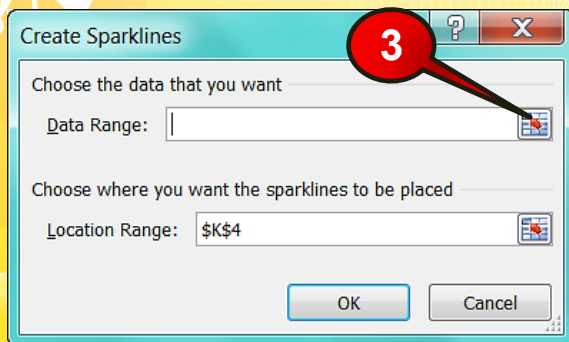 Create Sparklines
3
?
X
Choose the data that you want
Data Range:
Choose where you want the sparklines to be placed
Location Range: $K$4
OK Cancel